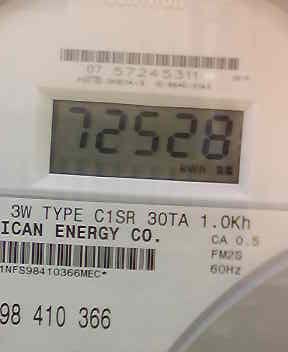 07 57245311
72528
kWh
3W TYPE C1SR 30TA 1.0Kh
ICAN ENERGY CO.
CA 0.5
FM2S
60HZ
1NFS98410366MEC*
98 410 366